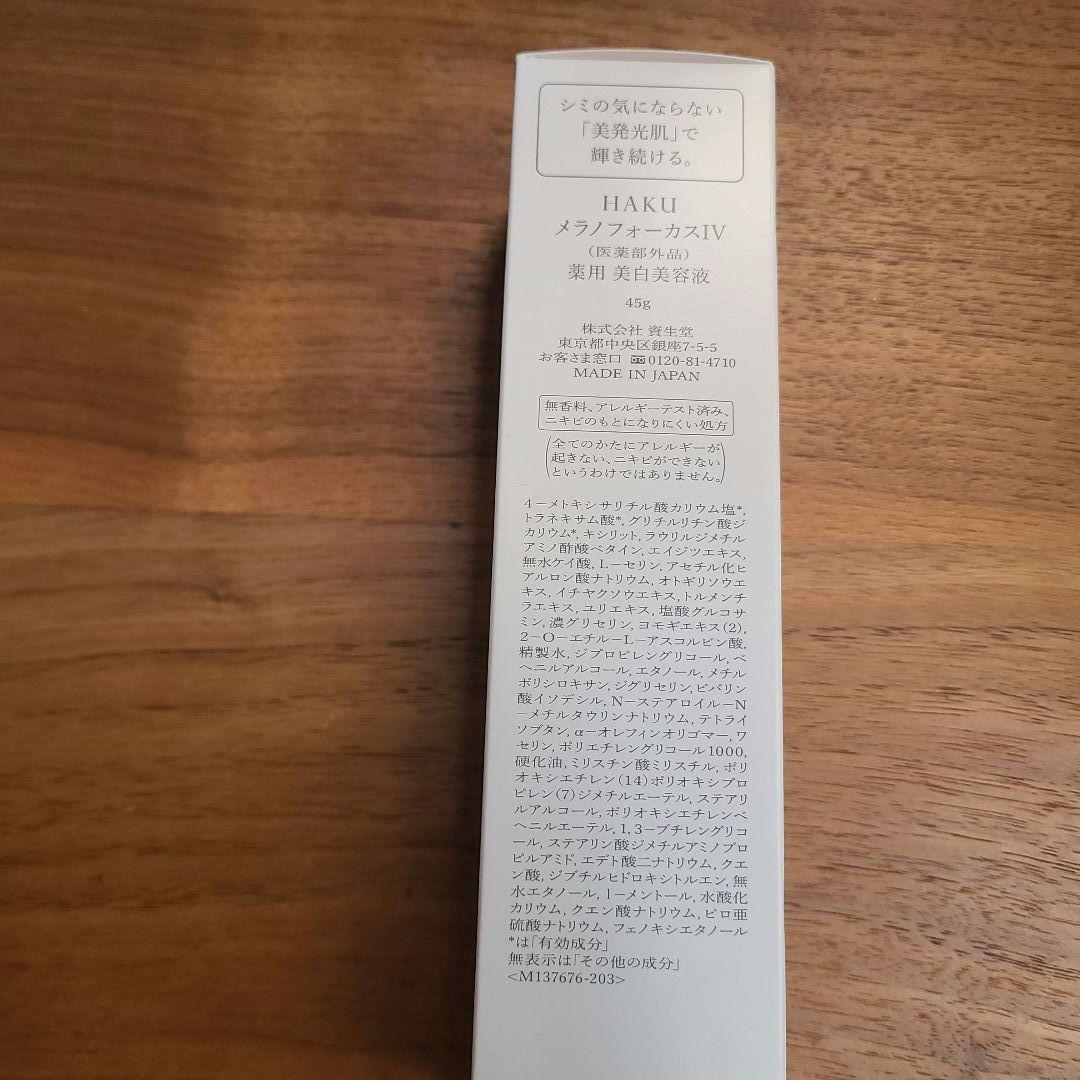 シミの気にならない
「美発光肌」で
輝き続ける。
HAKU
メラノフォーカスIV
(医薬部外品)
薬用 美白美容液
45g
株式会社 資生堂
東京都中央区銀座7-5-5
お客さま窓口 0120-81-4710
MADE IN JAPAN
無香料、アレルギーテスト済み、
ニキビのもとになりにくい処方
(全てのかたにアレルギーが
起きない、ニキビができない
というわけではありません。)
4−メトキシサリチル酸カリウム塩*,
トラネキサム酸*, グリチルリチン酸ジ
カリウム*, キシリット, ラウリルジメチル
アミノ酢酸ベタイン, エイジツエキス,
無水ケイ酸, L−セリン, アセチル化ヒ
アルロン酸ナトリウム, オトギリソウエ
キス, イチヤクソウエキス, トルメンチ
ラエキス, ユリエキス, 塩酸グルコサ
ミン, 濃グリセリン, ヨモギエキス(2),
2−O−エチル−L−アスコルビン酸,
精製水, ジプロピレングリコール, ベ
ヘニルアルコール, エタノール, メチル
ポリシロキサン, ジグリセリン, ピバリン
酸イソデシル, N−ステアロイル−N
−メチルタウリンナトリウム, テトライ
ソブタン, α−オレフィンオリゴマー, ワ
セリン, ポリエチレングリコール1000,
硬化油, ミリスチン酸ミリスチル, ポリ
オキシエチレン(14)ポリオキシプロ
ピレン(7)ジメチルエーテル, ステアリ
ルアルコール, ポリオキシエチレンベ
ヘニルエーテル, 1,3−ブチレングリコ
ール, ステアリン酸ジメチルアミノプロ
ピルアミド, エデト酸二ナトリウム, クエ
ン酸, ジブチルヒドロキシトルエン, 無
水エタノール, l−メントール, 水酸化
カリウム, クエン酸ナトリウム, ピロ亜
硫酸ナトリウム, フェノキシエタノール
*は「有効成分」
無表示は「その他の成分」
<M137676-203>